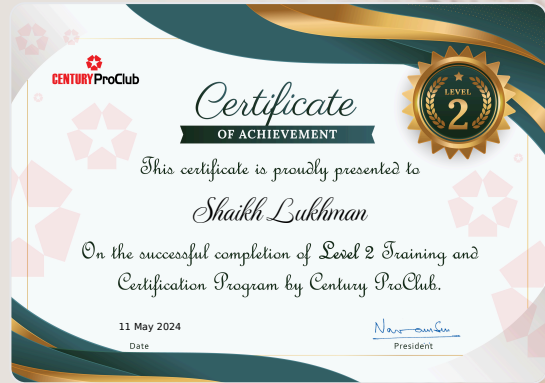 CENTURY ProClub
Certificate
OF ACHIEVEMENT
LEVEL
2
This certificate is proudly presented to
Shaikh Lukhman
On the successful completion of Level 2 Training and
Certification Program by Century ProClub.
11 May 2024
Date
President